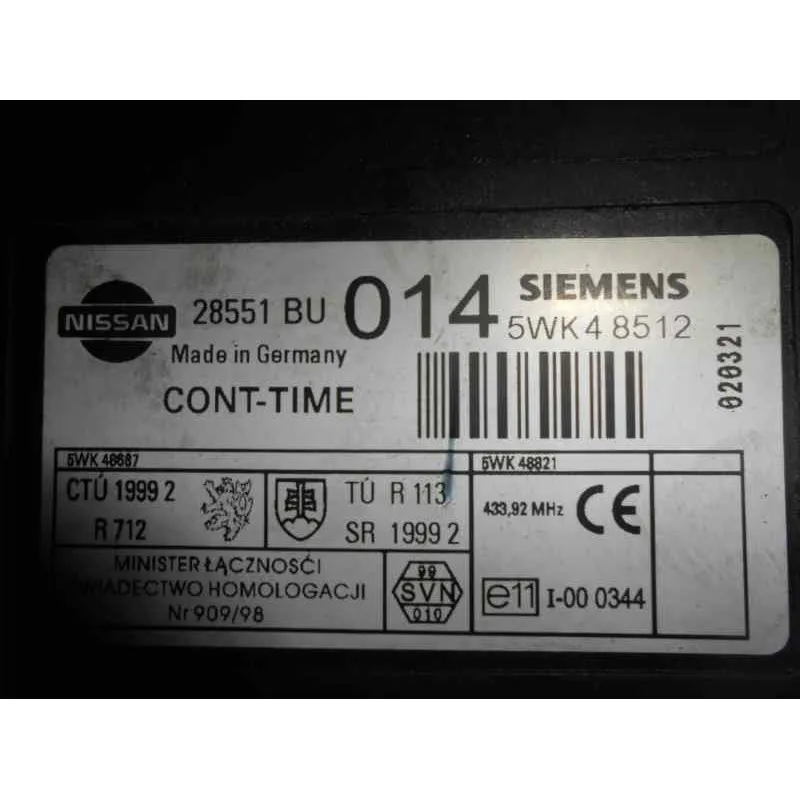 NISSAN 28551 BU 014 SIEMENS
5WK4 8512
Made in Germany
CONT-TIME
020321
5WK 48687
5WK 48821
CTÚ 1999 2
R 712
TÚ R 113
SR 1999 2
433,92 MHz CE
MINISTER ŁĄCZNOŚCI
WIADECTWO HOMOLOGACJI
Nr 909/98
99
SVN
010
e11 I-00 0344